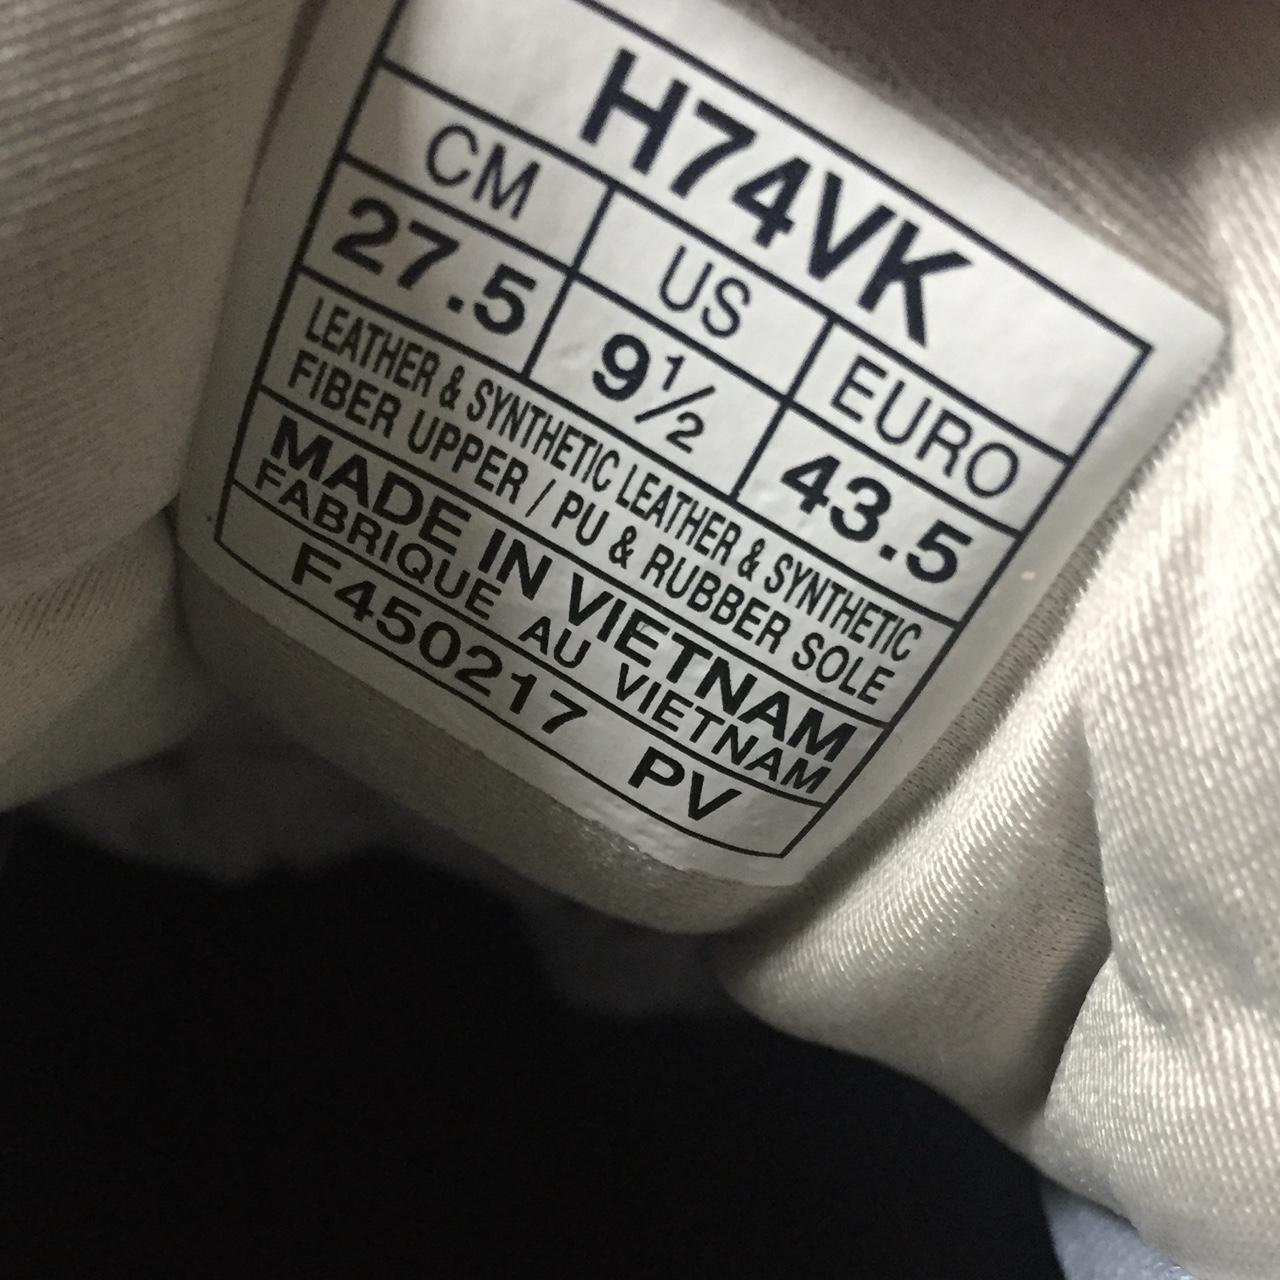 H74VK
CM US EURO
27.5 9½ 43.5
LEATHER & SYNTHETIC LEATHER & SYNTHETIC
FIBER UPPER / PU & RUBBER SOLE
MADE IN VIETNAM
FABRIQUE AU VIETNAM
F450217 PV